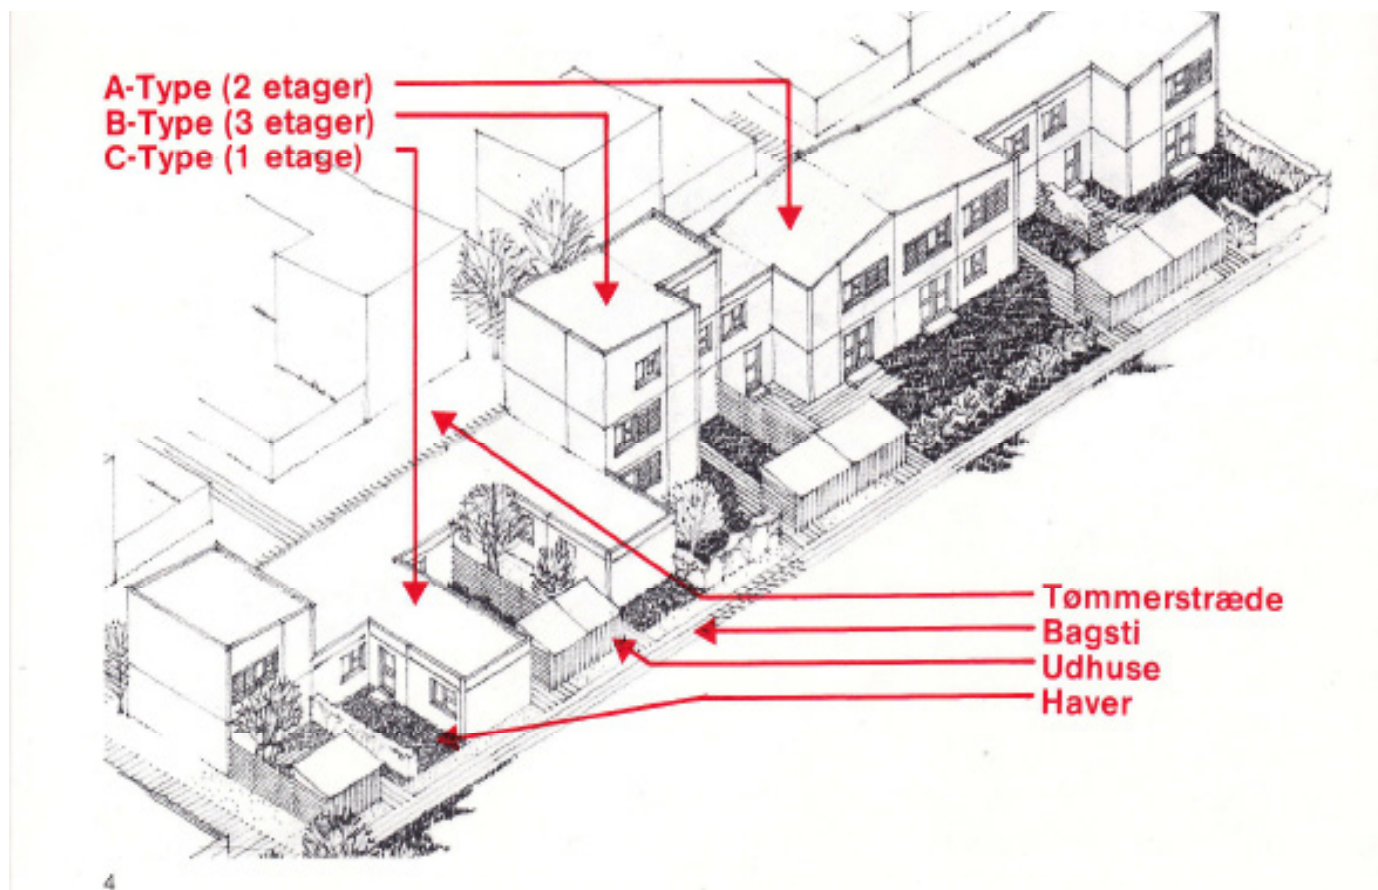 A-Type (2 etager)
B-Type (3 etager)
C-Type (1 etage)
Tømmerstræde
Bagsti
Udhuse
Haver
4